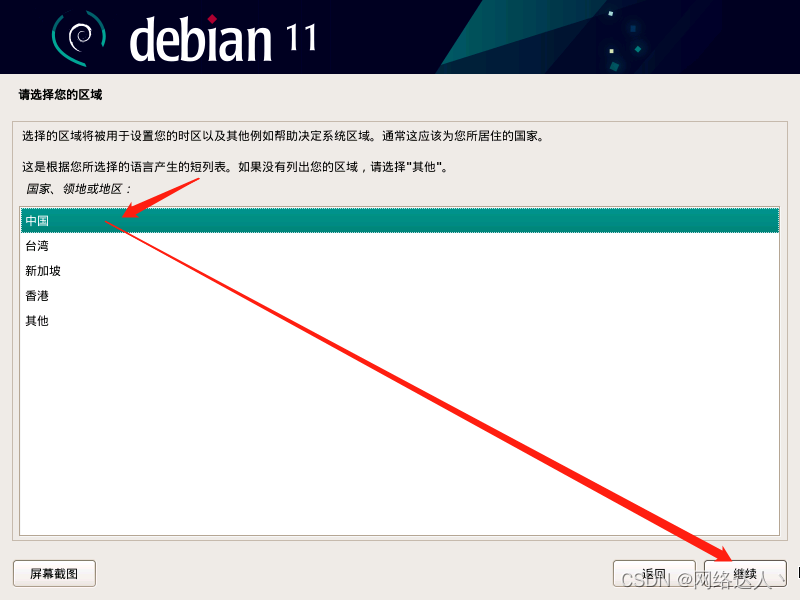 debian 11
请选择您的区域
选择的区域将被用于设置您的时区以及其他例如帮助决定系统区域。通常这应该为您所居住的国家。
这是根据您所选择的语言产生的短列表。如果没有列出您的区域，请选择"其他"。
国家、领地或地区：
中国
台湾
新加坡
香港
其他
屏幕截图
返回
继续
CSDN @网络达人